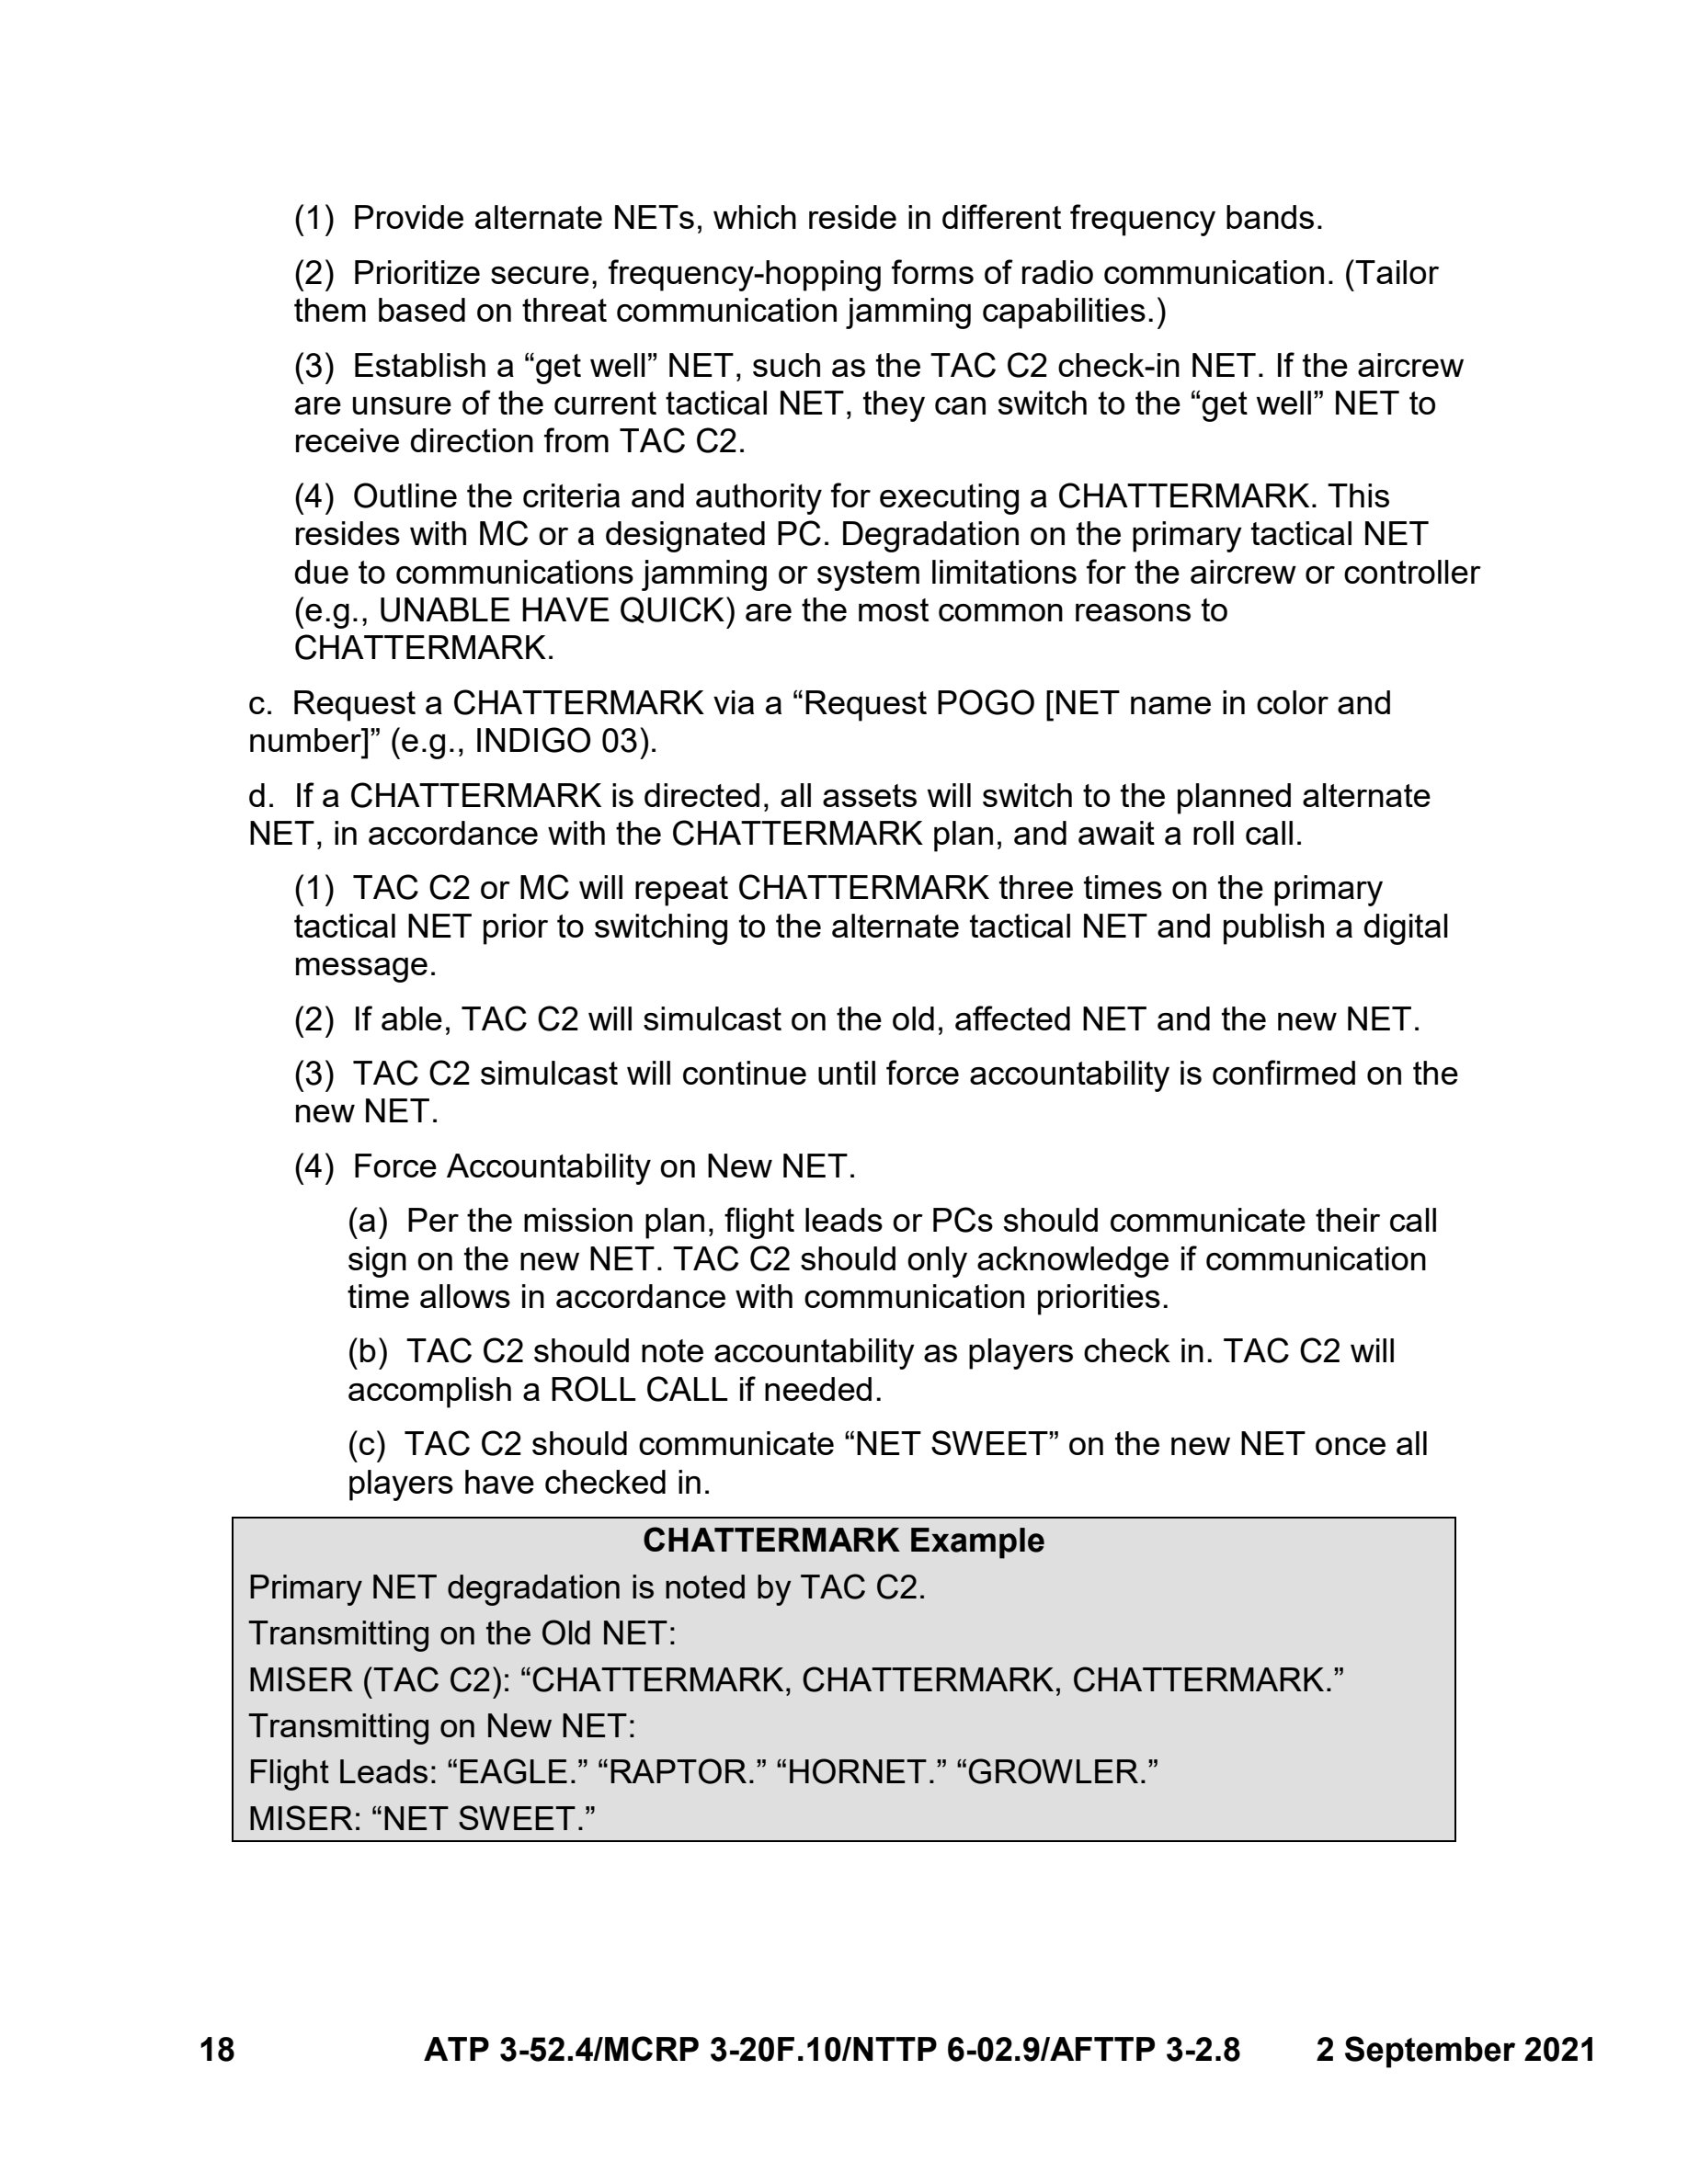 (1) Provide alternate NETs, which reside in different frequency bands.
(2) Prioritize secure, frequency-hopping forms of radio communication. (Tailor
them based on threat communication jamming capabilities.)
(3) Establish a “get well” NET, such as the TAC C2 check-in NET. If the aircrew
are unsure of the current tactical NET, they can switch to the “get well” NET to
receive direction from TAC C2.
(4) Outline the criteria and authority for executing a CHATTERMARK. This
resides with MC or a designated PC. Degradation on the primary tactical NET
due to communications jamming or system limitations for the aircrew or controller
(e.g., UNABLE HAVE QUICK) are the most common reasons to
CHATTERMARK.
c. Request a CHATTERMARK via a “Request POGO [NET name in color and
number]” (e.g., INDIGO 03).
d. If a CHATTERMARK is directed, all assets will switch to the planned alternate
NET, in accordance with the CHATTERMARK plan, and await a roll call.
(1) TAC C2 or MC will repeat CHATTERMARK three times on the primary
tactical NET prior to switching to the alternate tactical NET and publish a digital
message.
(2) If able, TAC C2 will simulcast on the old, affected NET and the new NET.
(3) TAC C2 simulcast will continue until force accountability is confirmed on the
new NET.
(4) Force Accountability on New NET.
(a) Per the mission plan, flight leads or PCs should communicate their call
sign on the new NET. TAC C2 should only acknowledge if communication
time allows in accordance with communication priorities.
(b) TAC C2 should note accountability as players check in. TAC C2 will
accomplish a ROLL CALL if needed.
(c) TAC C2 should communicate “NET SWEET” on the new NET once all
players have checked in.
CHATTERMARK Example
Primary NET degradation is noted by TAC C2.
Transmitting on the Old NET:
MISER (TAC C2): “CHATTERMARK, CHATTERMARK, CHATTERMARK.”
Transmitting on New NET:
Flight Leads: “EAGLE.” “RAPTOR.” “HORNET.” “GROWLER.”
MISER: “NET SWEET.”
18 ATP 3-52.4/MCRP 3-20F.10/NTTP 6-02.9/AFTTP 3-2.8 2 September 2021